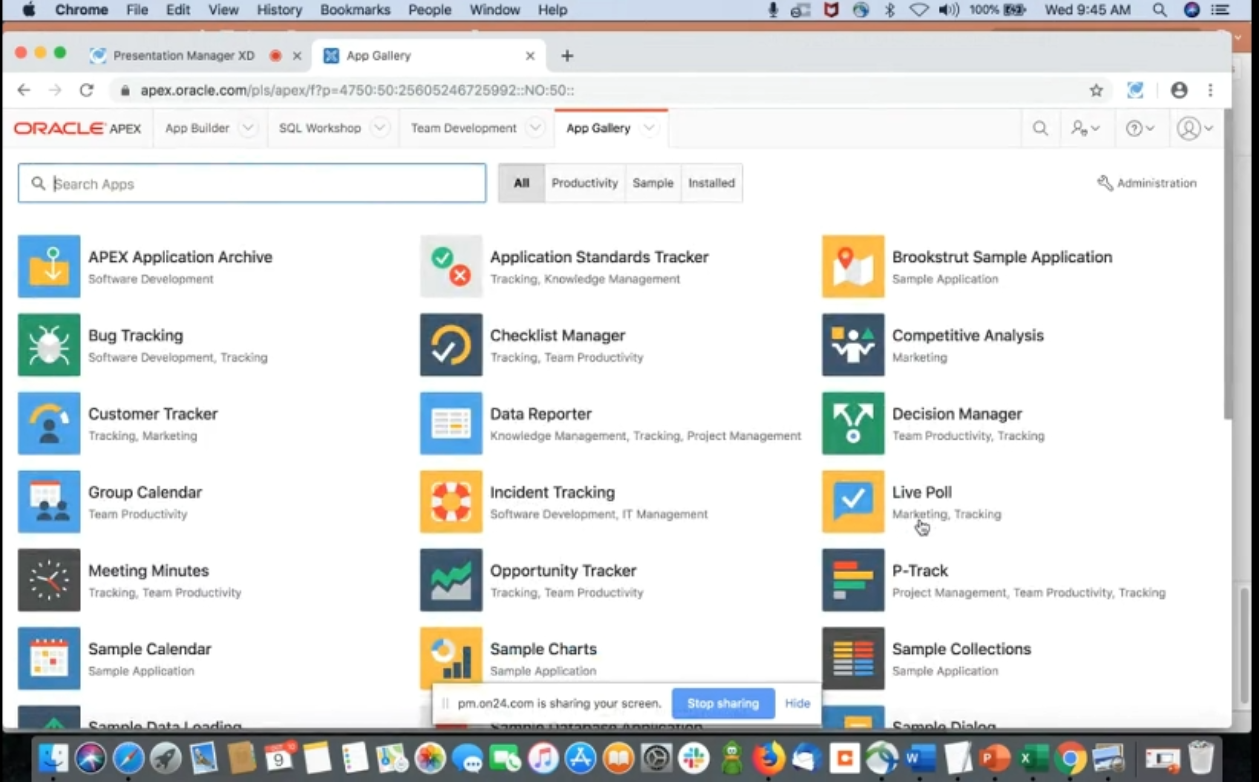 Chrome File Edit View History Bookmarks People Window Help 100% Wed 9:45 AM
Presentation Manager XD App Gallery
apex.oracle.com/pls/apex/f?p=4750:50:25605246725992::NO:50::
ORACLE APEX App Builder SQL Workshop Team Development App Gallery
Search Apps All Productivity Sample Installed Administration
APEX Application Archive Application Standards Tracker Brookstrut Sample Application
Software Development Tracking, Knowledge Management Sample Application
Bug Tracking Checklist Manager Competitive Analysis
Software Development, Tracking Tracking, Team Productivity Marketing
Customer Tracker Data Reporter Decision Manager
Tracking, Marketing Knowledge Management, Tracking, Project Management Team Productivity, Tracking
Group Calendar Incident Tracking Live Poll
Team Productivity Software Development, IT Management Marketing, Tracking
Meeting Minutes Opportunity Tracker P-Track
Tracking, Team Productivity Tracking, Team Productivity Project Management, Team Productivity, Tracking
Sample Calendar Sample Charts Sample Collections
Sample Application Sample Application Sample Application
pm.on24.com is sharing your screen. Stop sharing Hide
Sample Data Loading Sample Database Application Sample Dialog
9